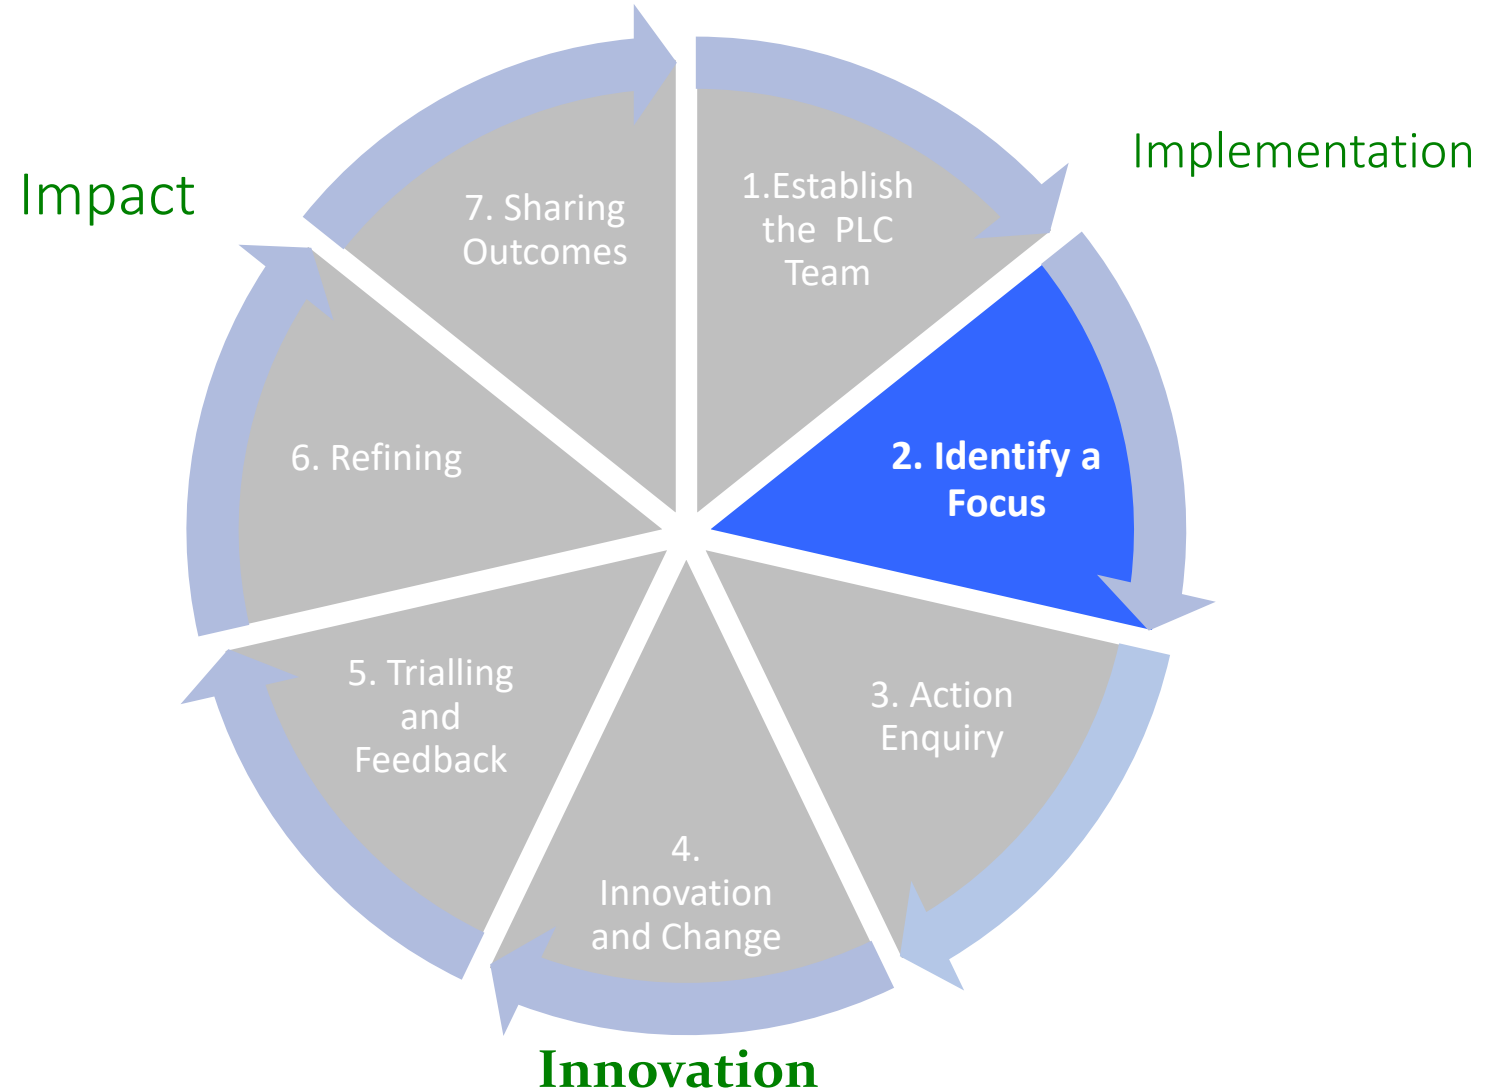 Impact
Implementation
7. Sharing
Outcomes
1.Establish
the PLC
Team
6. Refining
2. Identify a
Focus
5. Trialling
and
Feedback
3. Action
Enquiry
4.
Innovation
and Change
Innovation